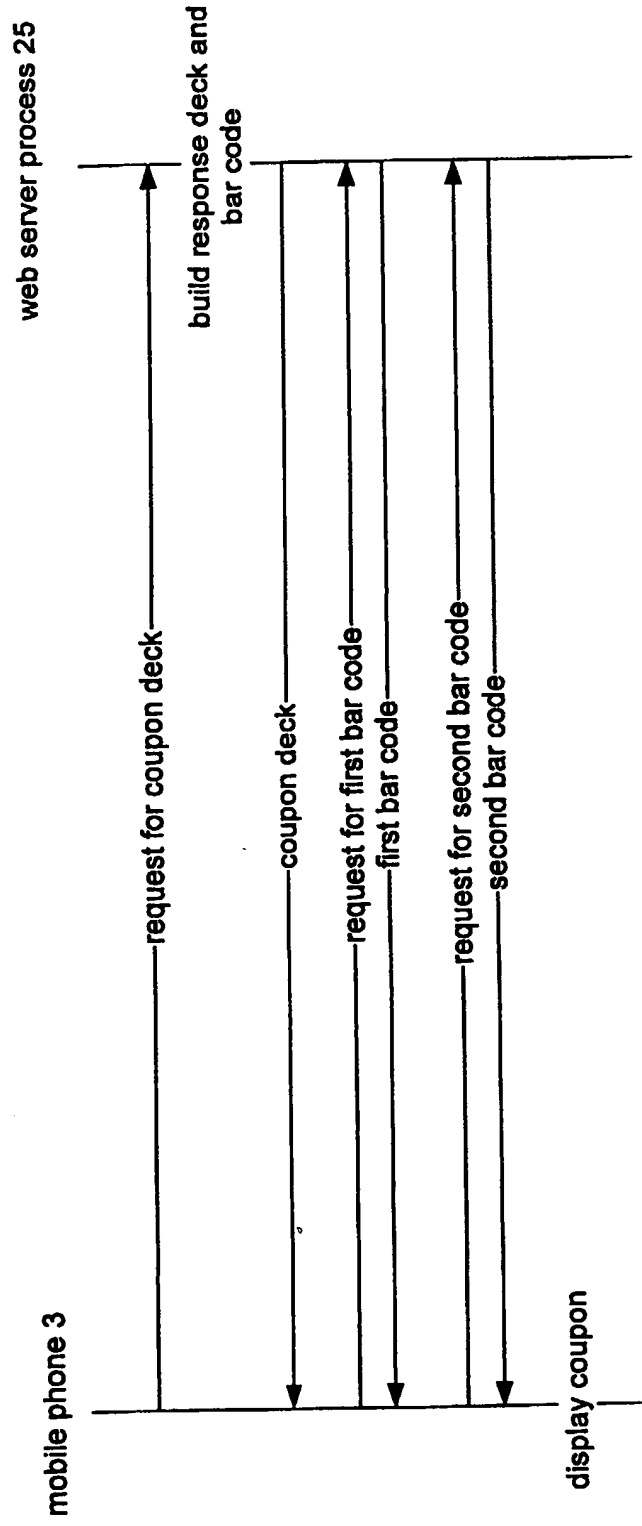 mobile phone 3
web server process 25
request for coupon deck
build response deck and
bar code
coupon deck
request for first bar code
first bar code
request for second bar code
second bar code
display coupon